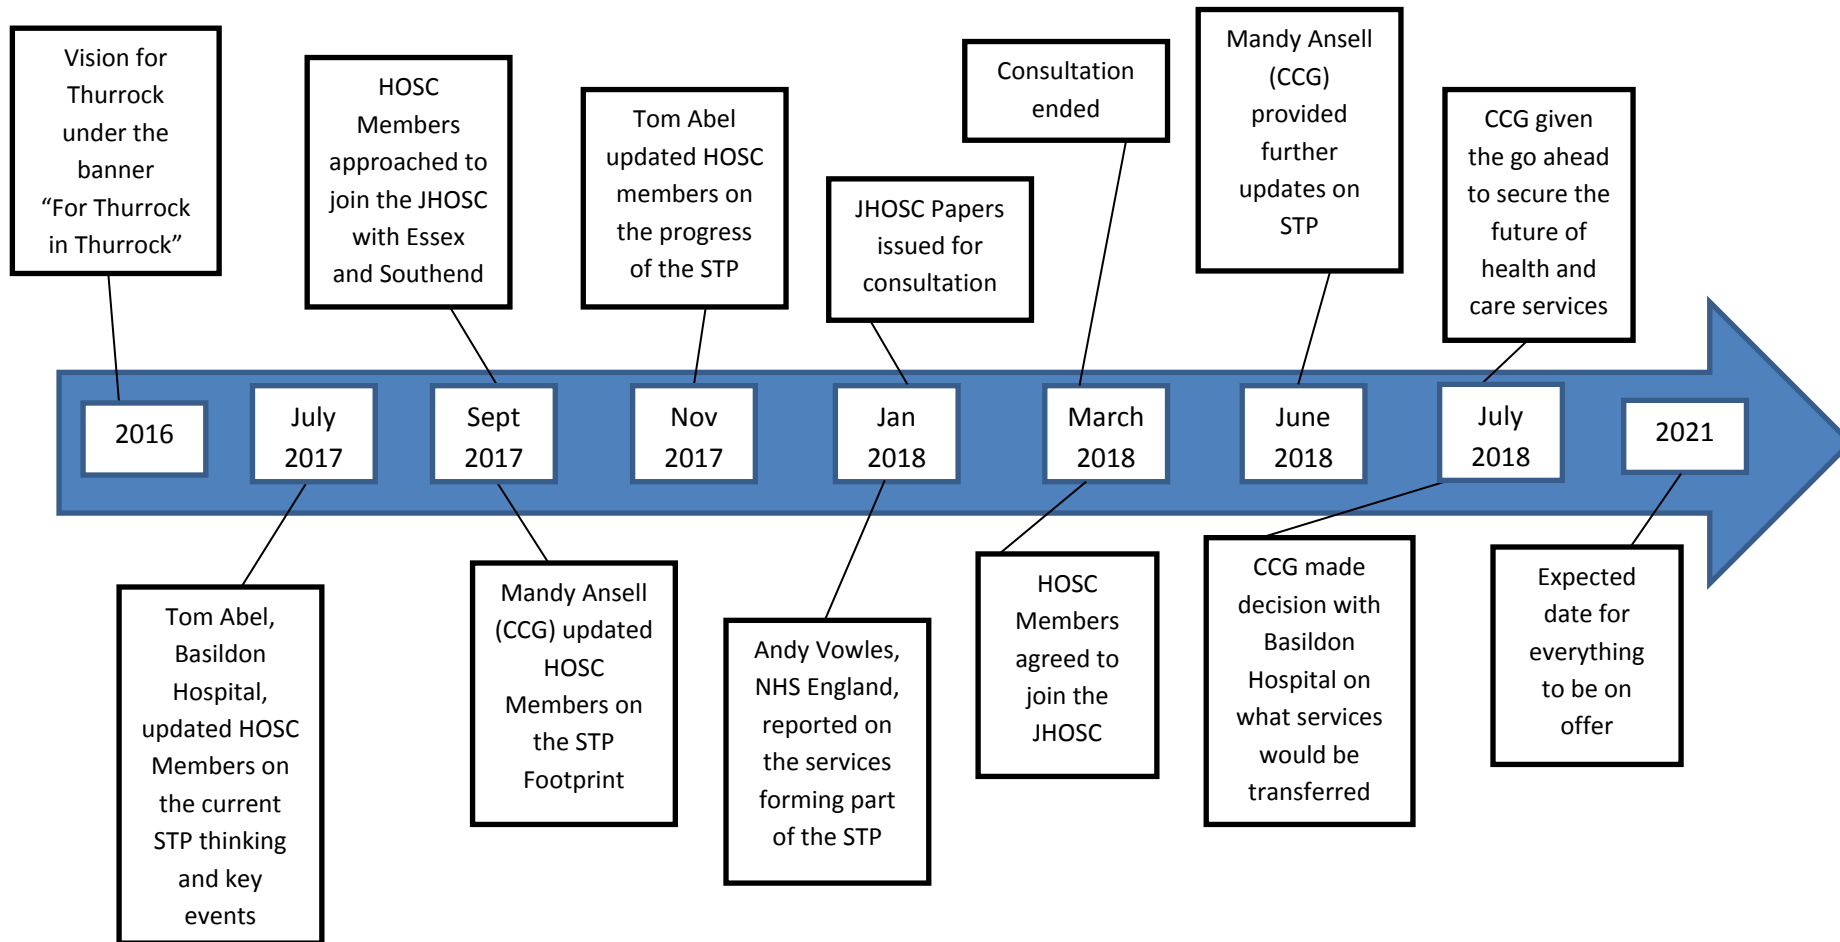 Vision for
Thurrock
under the
banner
“For Thurrock
in Thurrock”
HOSC
Members
approached to
join the JHOSC
with Essex
and Southend
Tom Abel
updated HOSC
members on
the progress
of the STP
JHOSC Papers
issued for
consultation
Consultation
ended
Mandy Ansell
(CCG)
provided
further
updates on
STP
CCG given
the go ahead
to secure the
future of
health and
care services
2016
July
2017
Sept
2017
Nov
2017
Jan
2018
March
2018
June
2018
July
2018
2021
Tom Abel,
Basildon
Hospital,
updated HOSC
Members on
the current
STP thinking
and key
events
Mandy Ansell
(CCG) updated
HOSC
Members on
the STP
Footprint
Andy Vowles,
NHS England,
reported on
the services
forming part
of the STP
HOSC
Members
agreed to
join the
JHOSC
CCG made
decision with
Basildon
Hospital on
what services
would be
transferred
Expected
date for
everything
to be on
offer